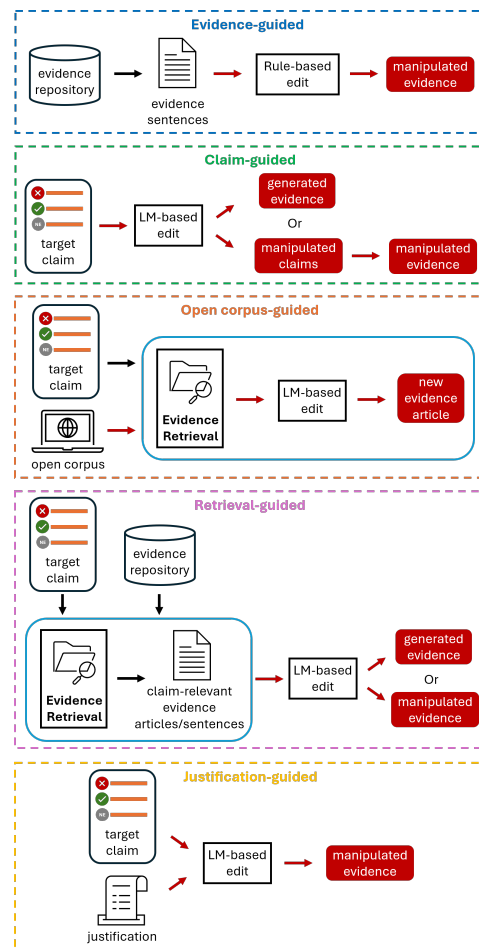 Evidence-guided
evidence
repository
evidence
sentences
Rule-based
edit
manipulated
evidence
Claim-guided
NE
target
claim
LM-based
edit
generated
evidence
Or
manipulated
claims
manipulated
evidence
Open corpus-guided
NE
target
claim
open corpus
Evidence
Retrieval
LM-based
edit
new
evidence
article
Retrieval-guided
NE
target
claim
evidence
repository
Evidence
Retrieval
claim-relevant
evidence
articles/sentences
LM-based
edit
generated
evidence
Or
manipulated
evidence
Justification-guided
NE
target
claim
justification
LM-based
edit
manipulated
evidence